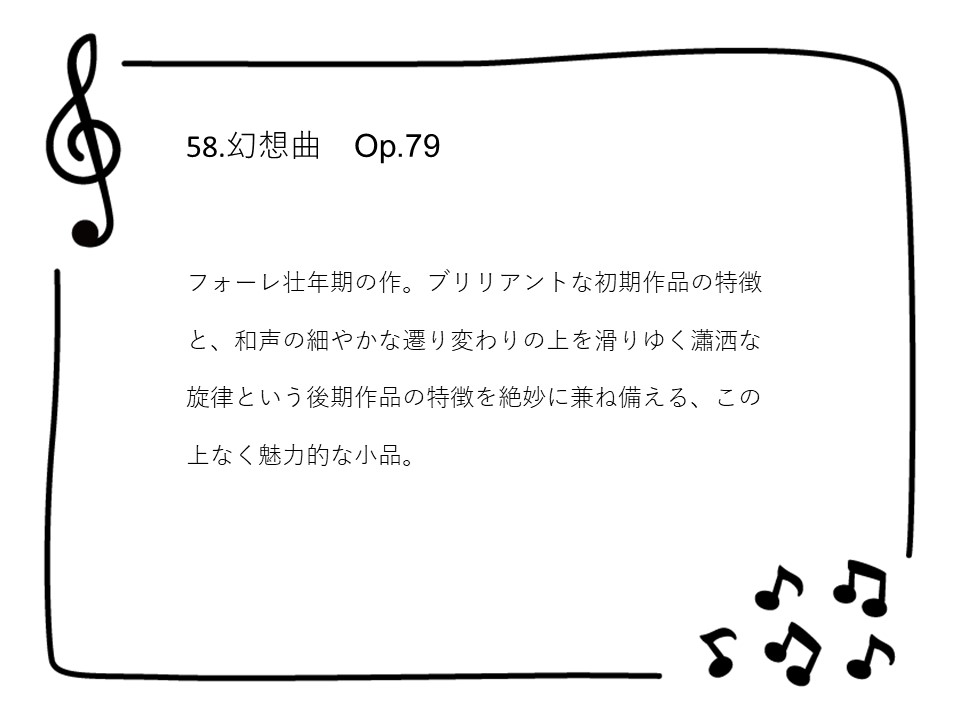 58.幻想曲　Op.79
フォーレ壮年期の作。ブリリアントな初期作品の特徴
と、和声の細やかな遷り変わりの上を滑りゆく瀟洒な
旋律という後期作品の特徴を絶妙に兼ね備える、この
上なく魅力的な小品。